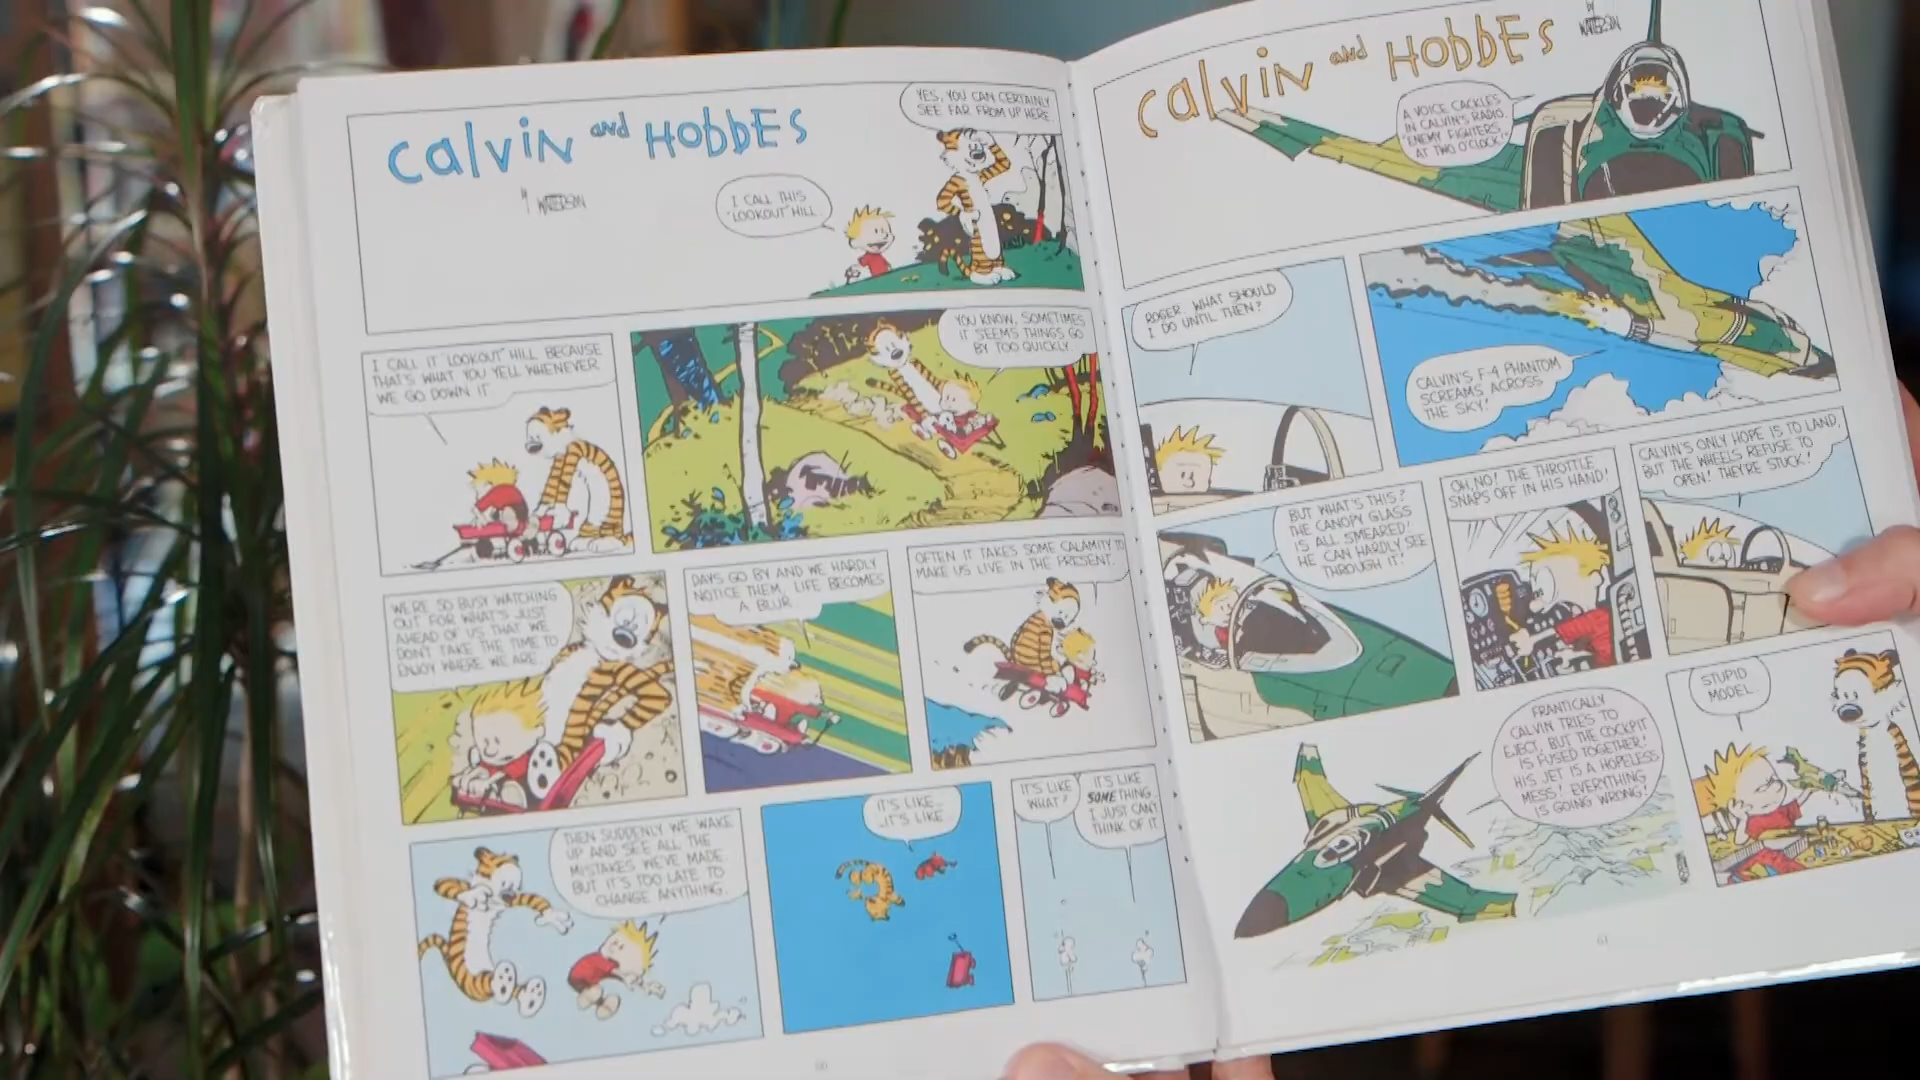 Calvin and HobbEs
by WATTERSON
I CALL THIS
"LOOKOUT" HILL.
YES, YOU CAN CERTAINLY
SEE FAR FROM UP HERE.
I CALL IT "LOOKOUT" HILL BECAUSE
THAT'S WHAT YOU YELL WHENEVER
WE GO DOWN IT.
YOU KNOW, SOMETIMES
IT SEEMS THINGS GO
BY TOO QUICKLY.
WE'RE SO BUSY WATCHING
OUT FOR WHAT'S JUST
AHEAD OF US THAT WE
DON'T TAKE THE TIME TO
ENJOY WHERE WE ARE.
DAYS GO BY AND WE HARDLY
NOTICE THEM. LIFE BECOMES
A BLUR.
OFTEN IT TAKES SOME CALAMITY TO
MAKE US LIVE IN THE PRESENT.
THEN SUDDENLY WE WAKE
UP AND SEE ALL THE
MISTAKES WE'VE MADE
BUT IT'S TOO LATE TO
CHANGE ANYTHING.
IT'S LIKE...
...IT'S LIKE...
IT'S LIKE
WHAT?
IT'S LIKE
SOMETHING...
I JUST CAN'T
THINK OF IT.
Calvin and HobbEs
by WATTERSON
A VOICE CACKLES
IN CALVIN'S RADIO.
"ENEMY FIGHTERS
AT TWO O'CLOCK!"
ROGER. WHAT SHOULD
I DO UNTIL THEN?
CALVIN'S F-4 PHANTOM
SCREAMS ACROSS
THE SKY!
BUT WHAT'S THIS?
THE CANOPY GLASS
IS ALL SMEARED!
HE CAN HARDLY SEE
THROUGH IT!
OH, NO! THE THROTTLE
SNAPS OFF IN HIS HAND!
CALVIN'S ONLY HOPE IS TO LAND,
BUT THE WHEELS REFUSE TO
OPEN! THEY'RE STUCK!
FRANTICALLY
CALVIN TRIES TO
EJECT, BUT THE COCKPIT
IS FUSED TOGETHER!
HIS JET IS A HOPELESS
MESS! EVERYTHING
IS GOING WRONG!
STUPID
MODEL.
61